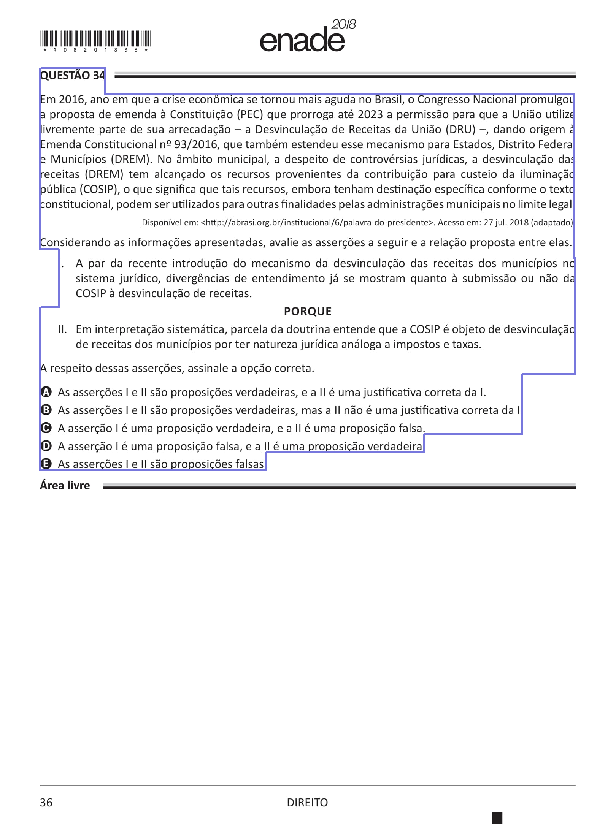 enade2018
*R0620183​6*
QUESTÃO 34
Em 2016, ano em que a crise econômica se tornou mais aguda no Brasil, o Congresso Nacional promulgou
a proposta de emenda à Constituição (PEC) que prorroga até 2023 a permissão para que a União utilize
livremente parte de sua arrecadação – a Desvinculação de Receitas da União (DRU) –, dando origem à
Emenda Constitucional nº 93/2016, que também estendeu esse mecanismo para Estados, Distrito Federal
e Municípios (DREM). No âmbito municipal, a despeito de controvérsias jurídicas, a desvinculação das
receitas (DREM) tem alcançado os recursos provenientes da contribuição para custeio da iluminação
pública (COSIP), o que significa que tais recursos, embora tenham destinação específica conforme o texto
constitucional, podem ser utilizados para outras finalidades pelas administrações municipais no limite legal.
Disponível em: <http://abrasi.org.br/institucional/6/palavra-do-presidente>. Acesso em: 27 jul. 2018 (adaptado).
Considerando as informações apresentadas, avalie as asserções a seguir e a relação proposta entre elas.
I. A par da recente introdução do mecanismo da desvinculação das receitas dos municípios no
sistema jurídico, divergências de entendimento já se mostram quanto à submissão ou não da
COSIP à desvinculação de receitas.
PORQUE
II. Em interpretação sistemática, parcela da doutrina entende que a COSIP é objeto de desvinculação
de receitas dos municípios por ter natureza jurídica análoga a impostos e taxas.
A respeito dessas asserções, assinale a opção correta.
A As asserções I e II são proposições verdadeiras, e a II é uma justificativa correta da I.
B As asserções I e II são proposições verdadeiras, mas a II não é uma justificativa correta da I.
C A asserção I é uma proposição verdadeira, e a II é uma proposição falsa.
D A asserção I é uma proposição falsa, e a II é uma proposição verdadeira.
E As asserções I e II são proposições falsas.
Área livre
36
DIREITO